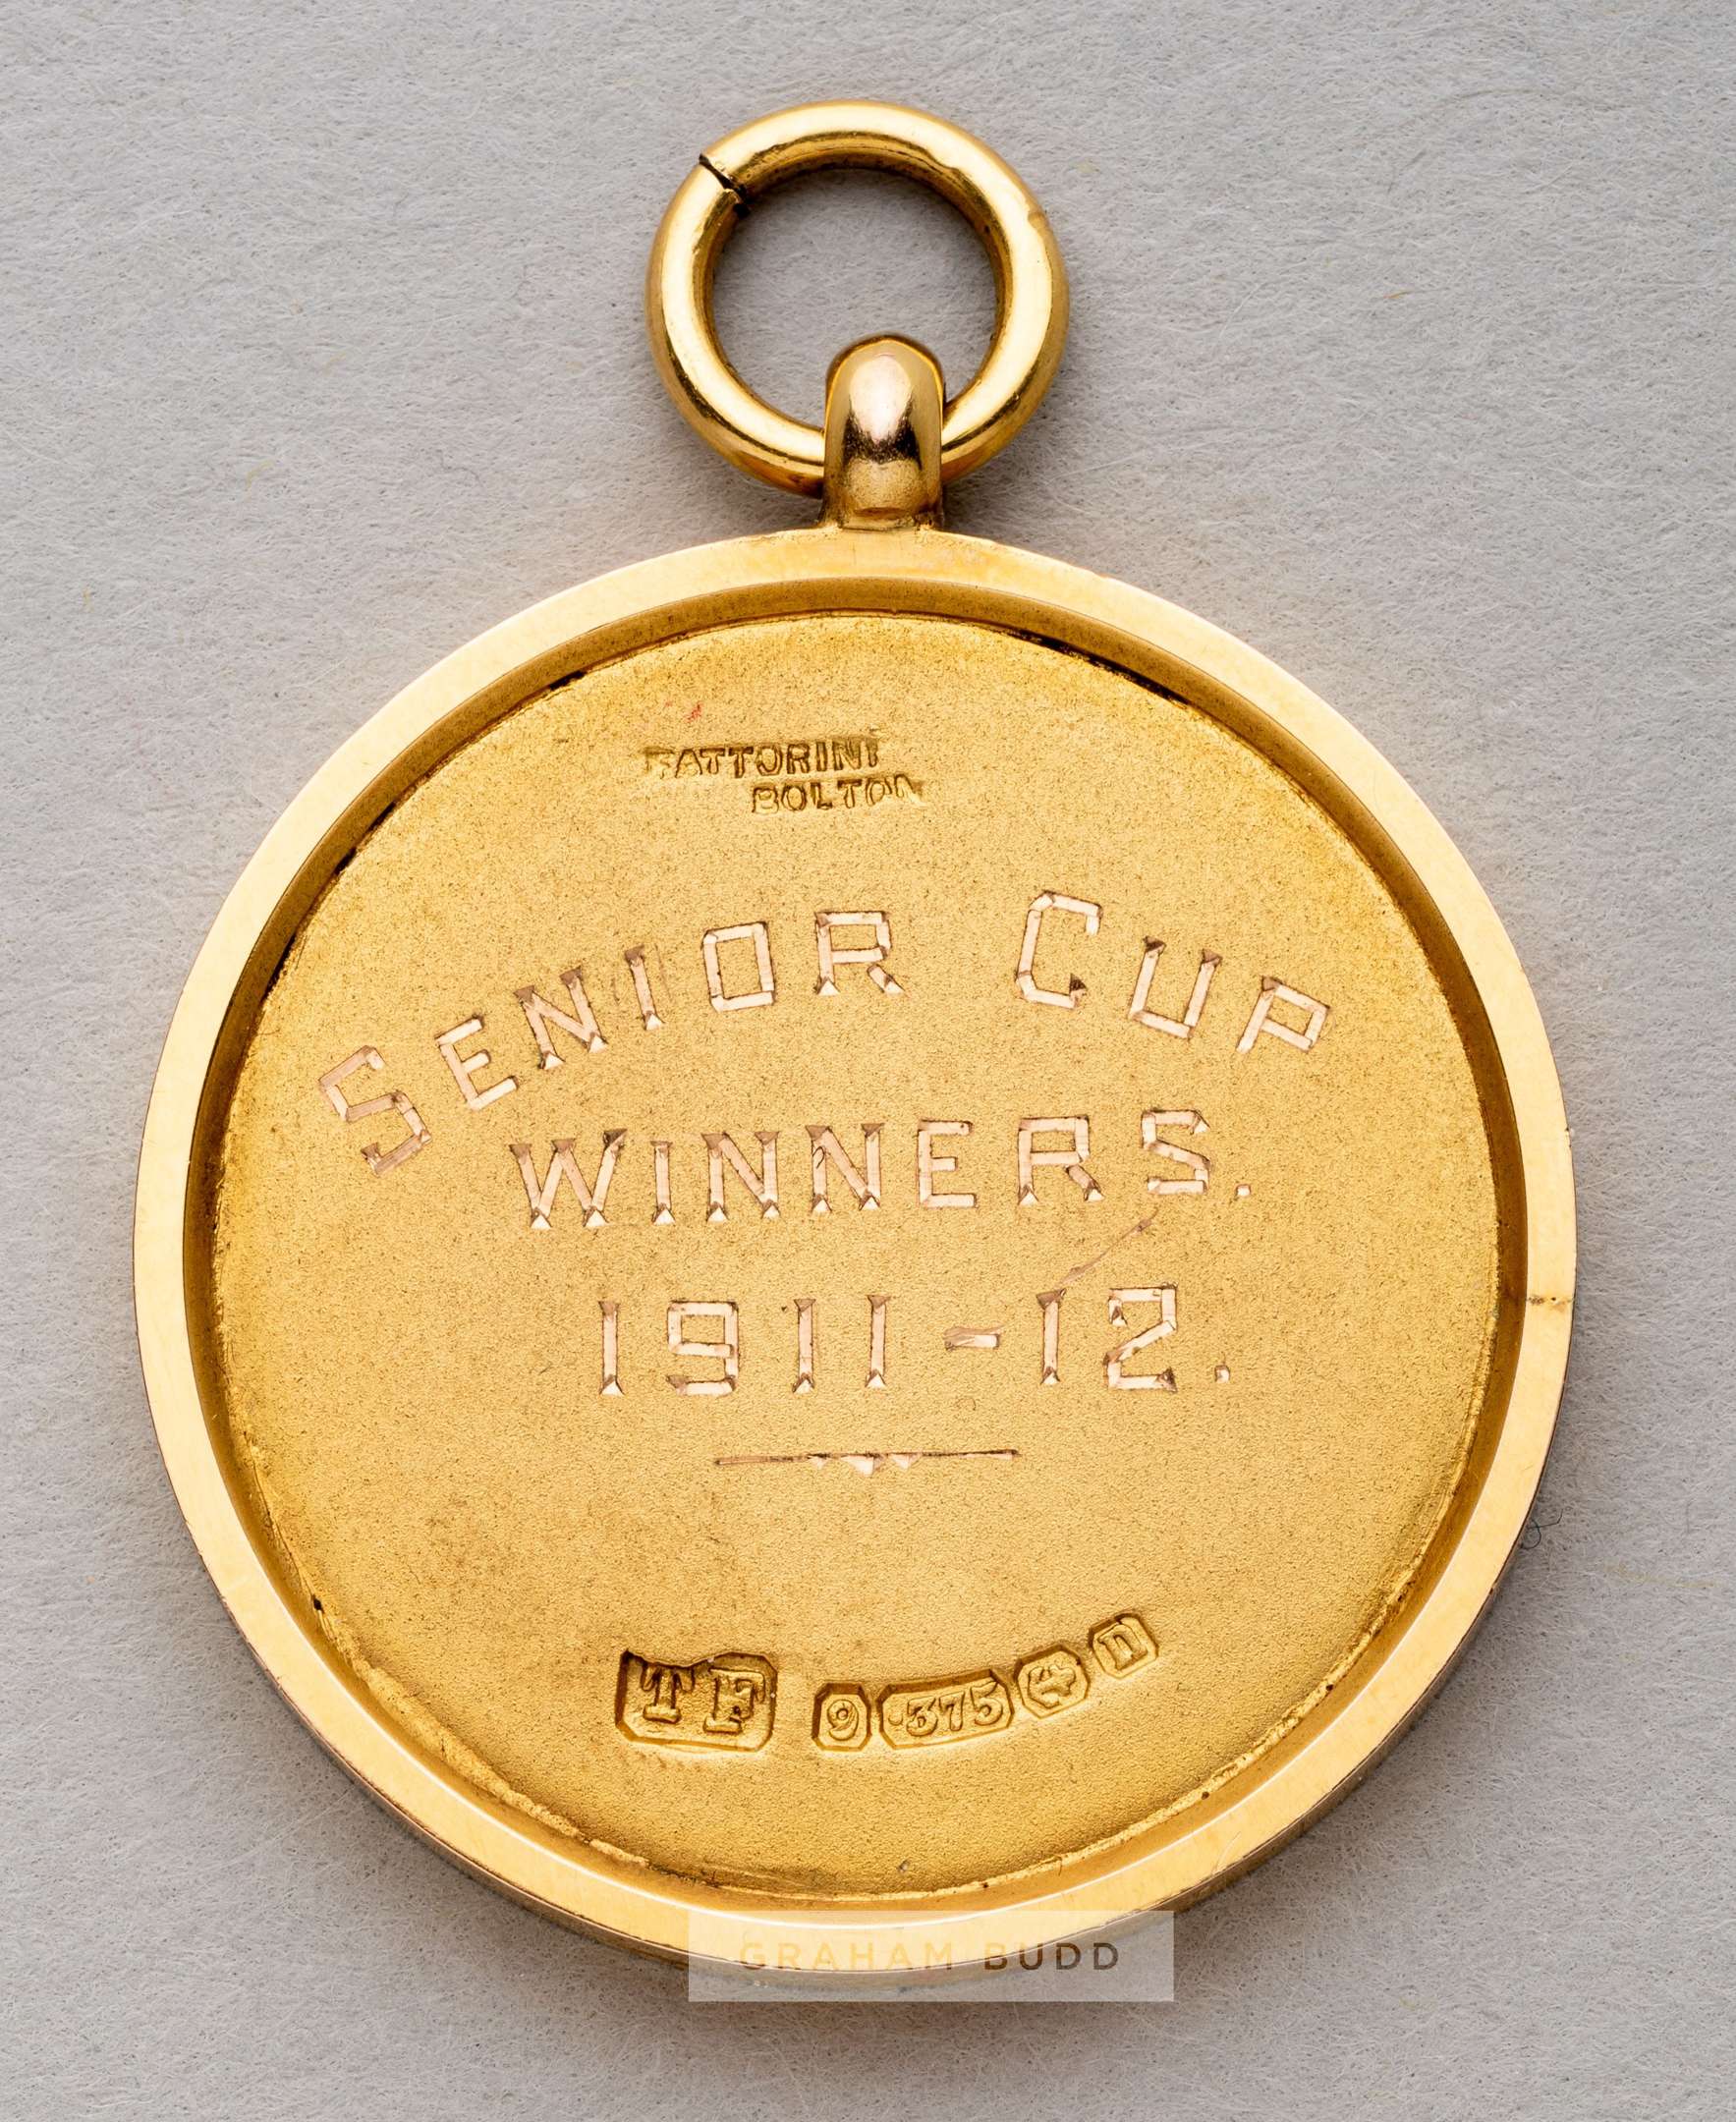 FATTORINI
BOLTON
SENIOR CUP
WINNERS.
1911-12.
TF 9 .375 n
GRAHAM BUDD